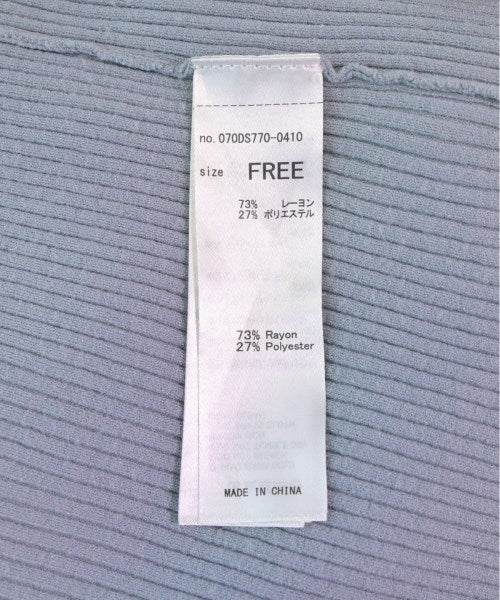 no. 070DS770-0410
size FREE
73% レーヨン
27% ポリエステル
73% Rayon
27% Polyester
MADE IN CHINA